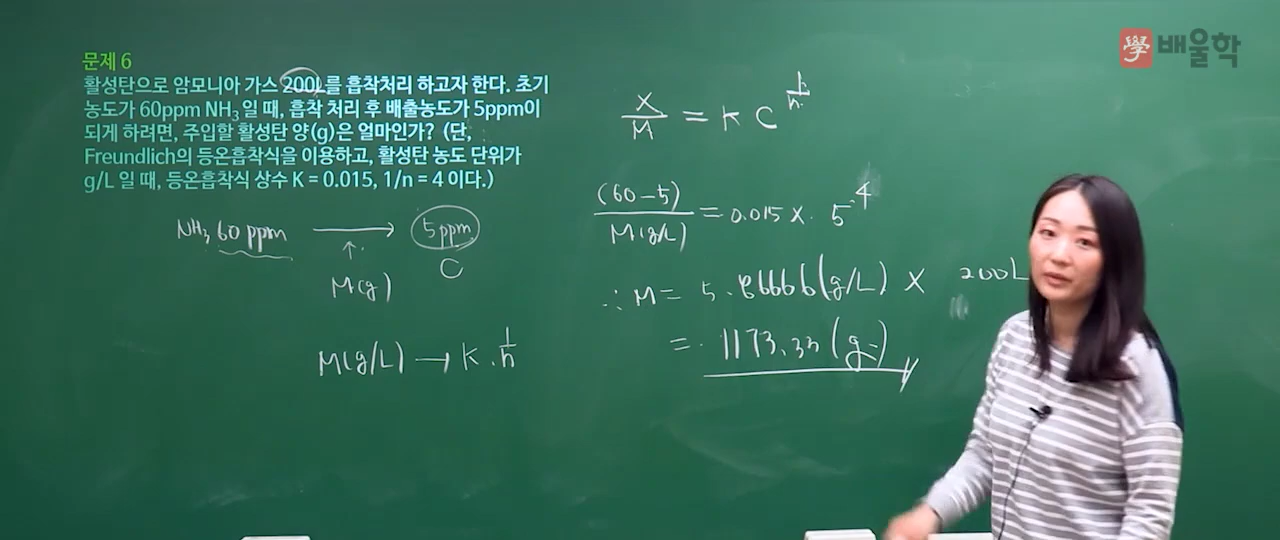 學 배울학
문제 6
활성탄으로 암모니아 가스 200L를 흡착처리 하고자 한다. 초기
농도가 60ppm NH₃ 일 때, 흡착 처리 후 배출농도가 5ppm이
되게 하려면, 주입할 활성탄 양(g)은 얼마인가? (단,
Freundlich의 등온흡착식을 이용하고, 활성탄 농도 단위가
g/L 일 때, 등온흡착식 상수 K = 0.015, 1/n = 4 이다.)
NH₃ 60 ppm → 5ppm
↑ C
M(g)
M(g/L) → K . 1/n
X/M = K C^(1/n)
(60-5)/M(g/L) = 0.015 × 5^4
∴ M = 5.86666(g/L) × 200L
= 1173.33 (g)